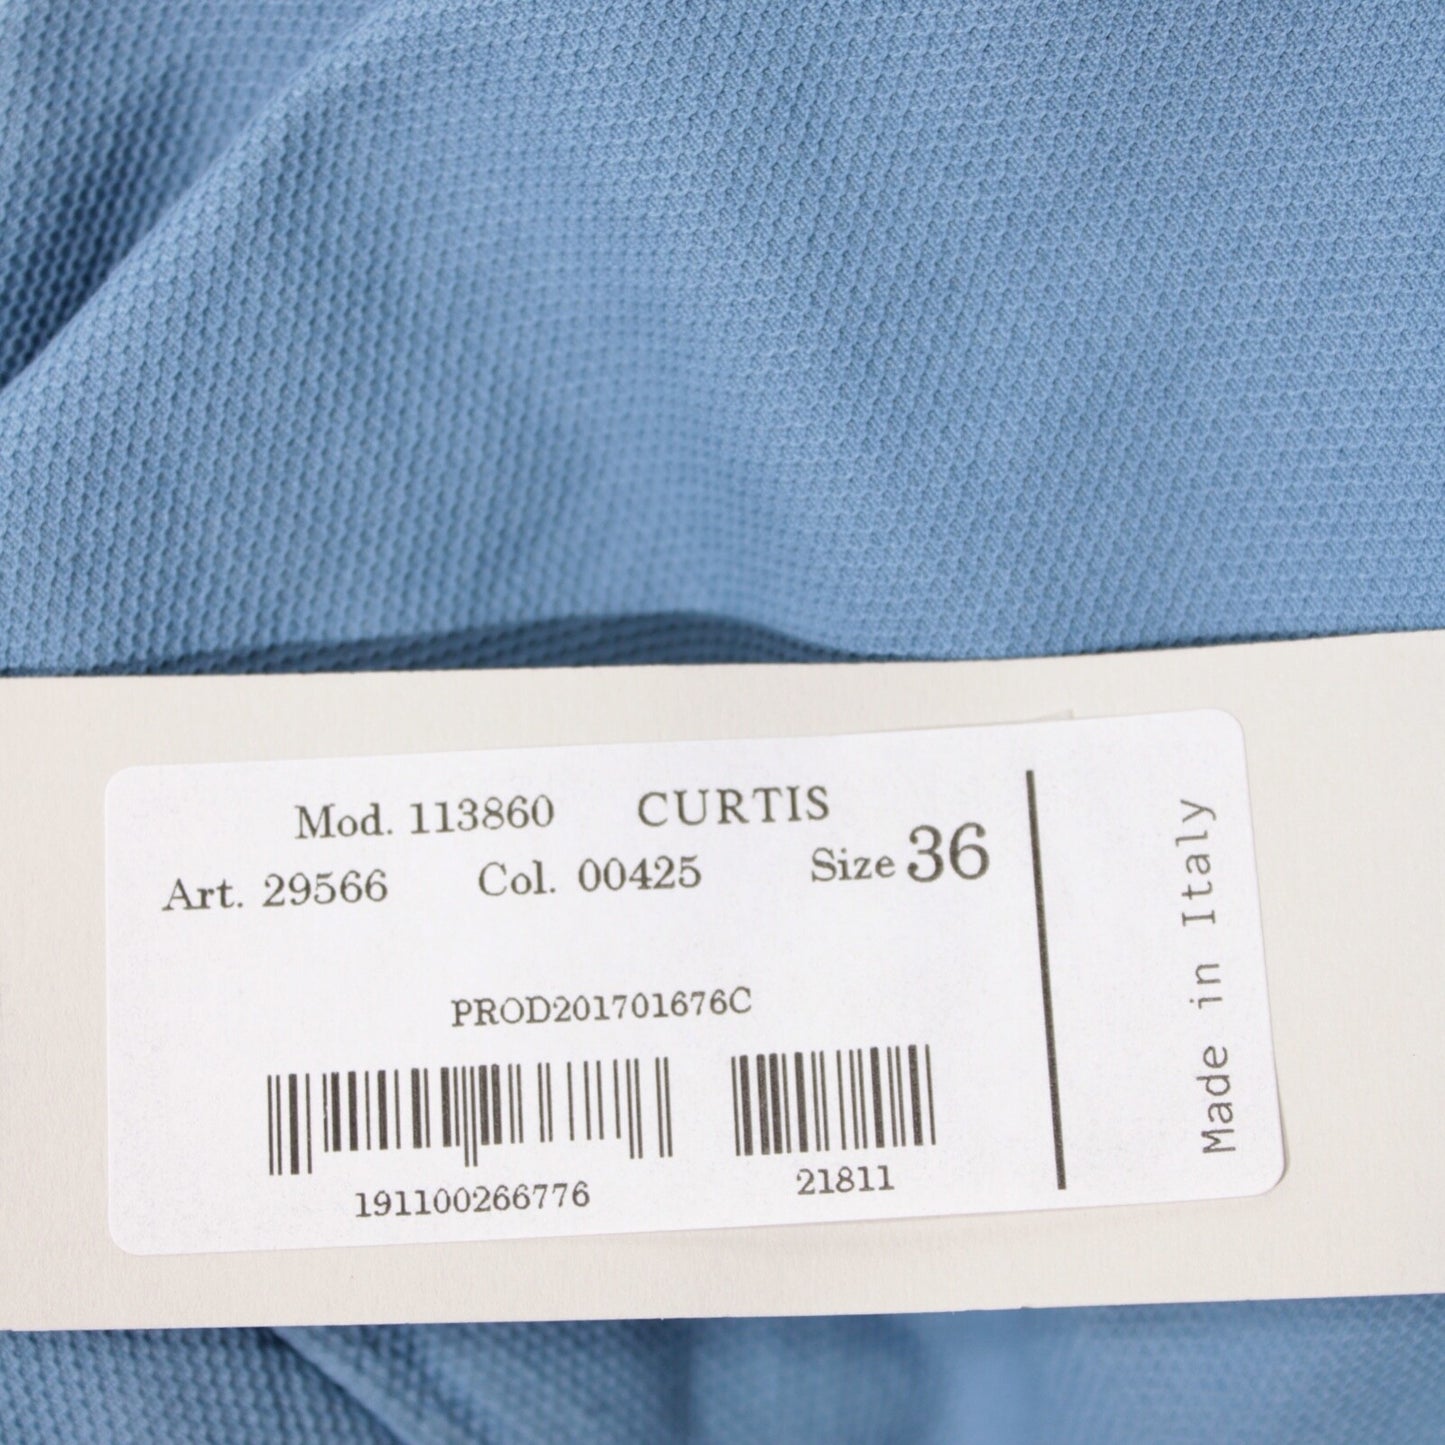 Mod. 113860 CURTIS
Art. 29566 Col. 00425 Size 36
PROD201701676C
191100266776 21811
Made in Italy